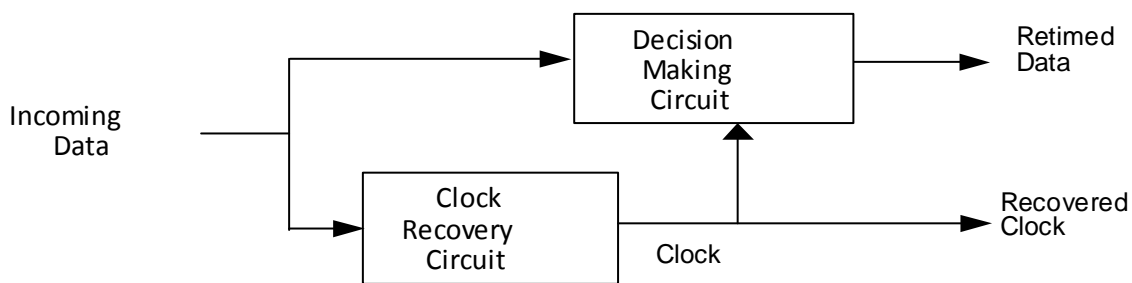 Decision
Making
Circuit
Retimed
Data
Incoming
Data
Clock
Recovery
Circuit
Clock
Recovered
Clock